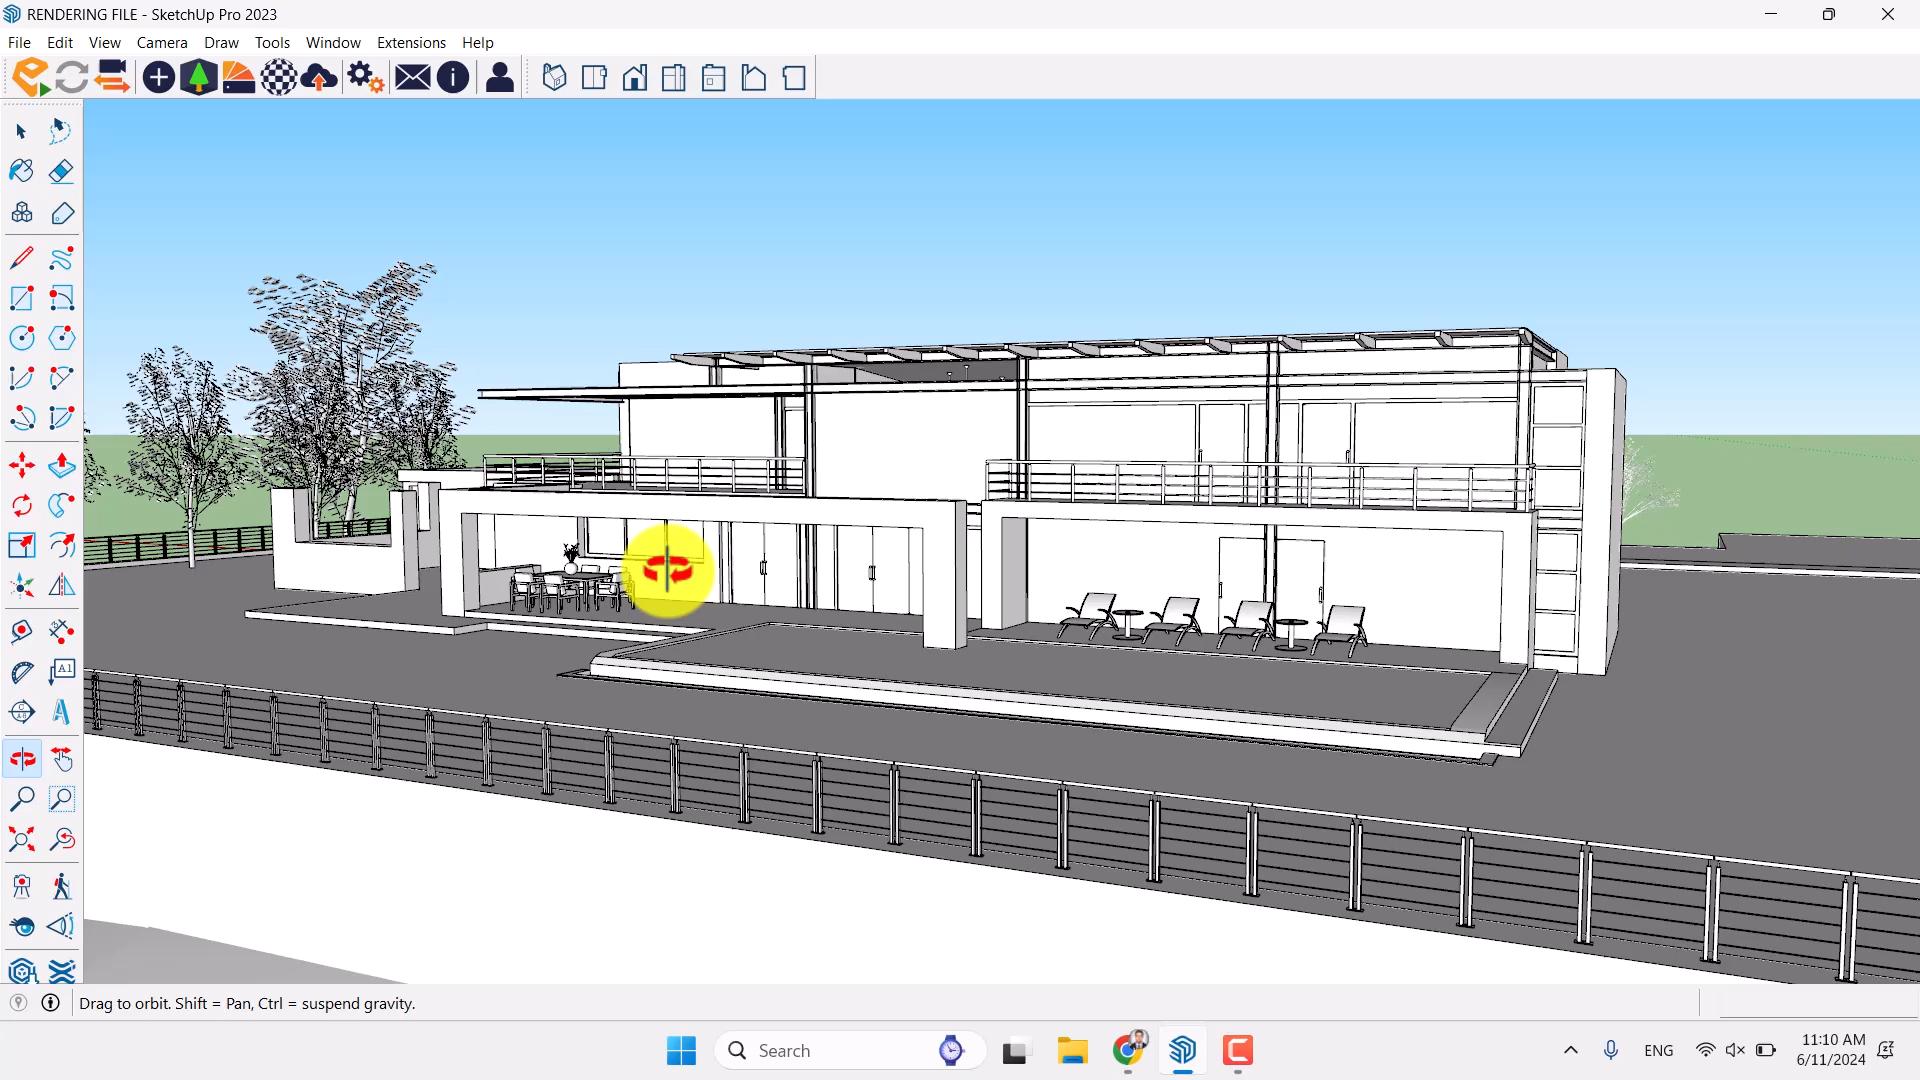 RENDERING FILE - SketchUp Pro 2023
File Edit View Camera Draw Tools Window Extensions Help
Drag to orbit. Shift = Pan, Ctrl = suspend gravity.
Search
ENG
11:10 AM
6/11/2024